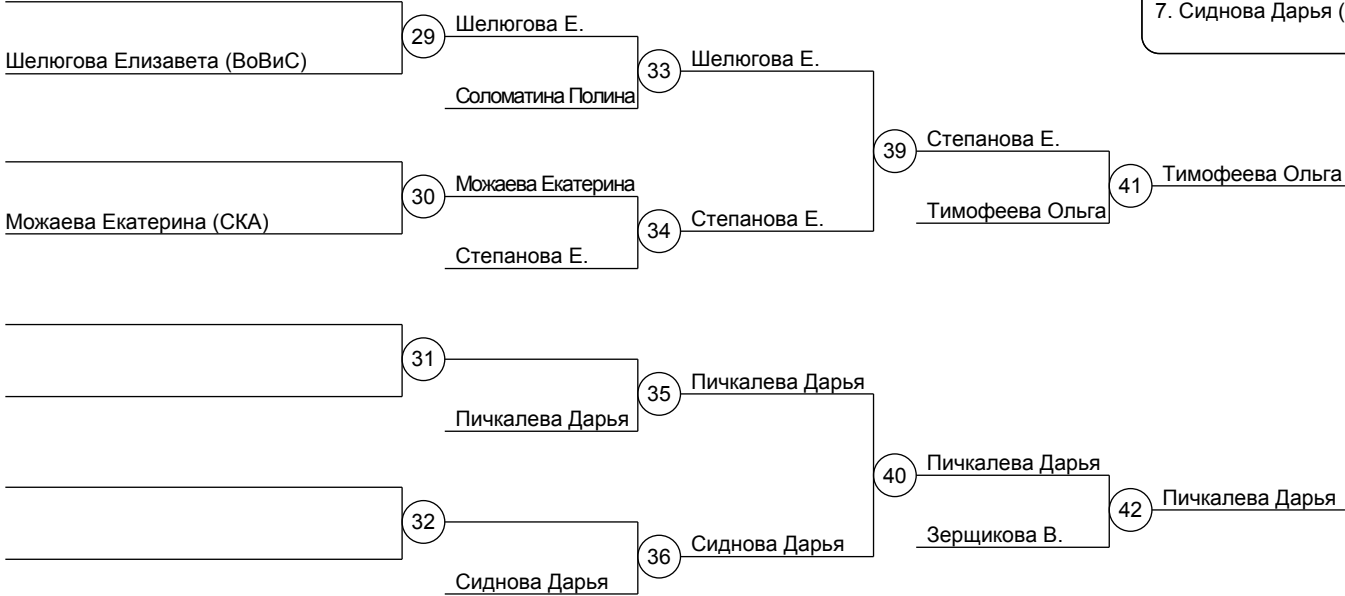 7. Сиднова Дарья (
29
Шелюгова Е.
Шелюгова Елизавета (ВоВиС)
33
Шелюгова Е.
Соломатина Полина
39
Степанова Е.
30
Можаева Екатерина
41
Тимофеева Ольга
Можаева Екатерина (СКА)
34
Степанова Е.
Тимофеева Ольга
Степанова Е.
31
35
Пичкалева Дарья
Пичкалева Дарья
40
Пичкалева Дарья
32
42
Пичкалева Дарья
36
Сиднова Дарья
Зерщикова В.
Сиднова Дарья